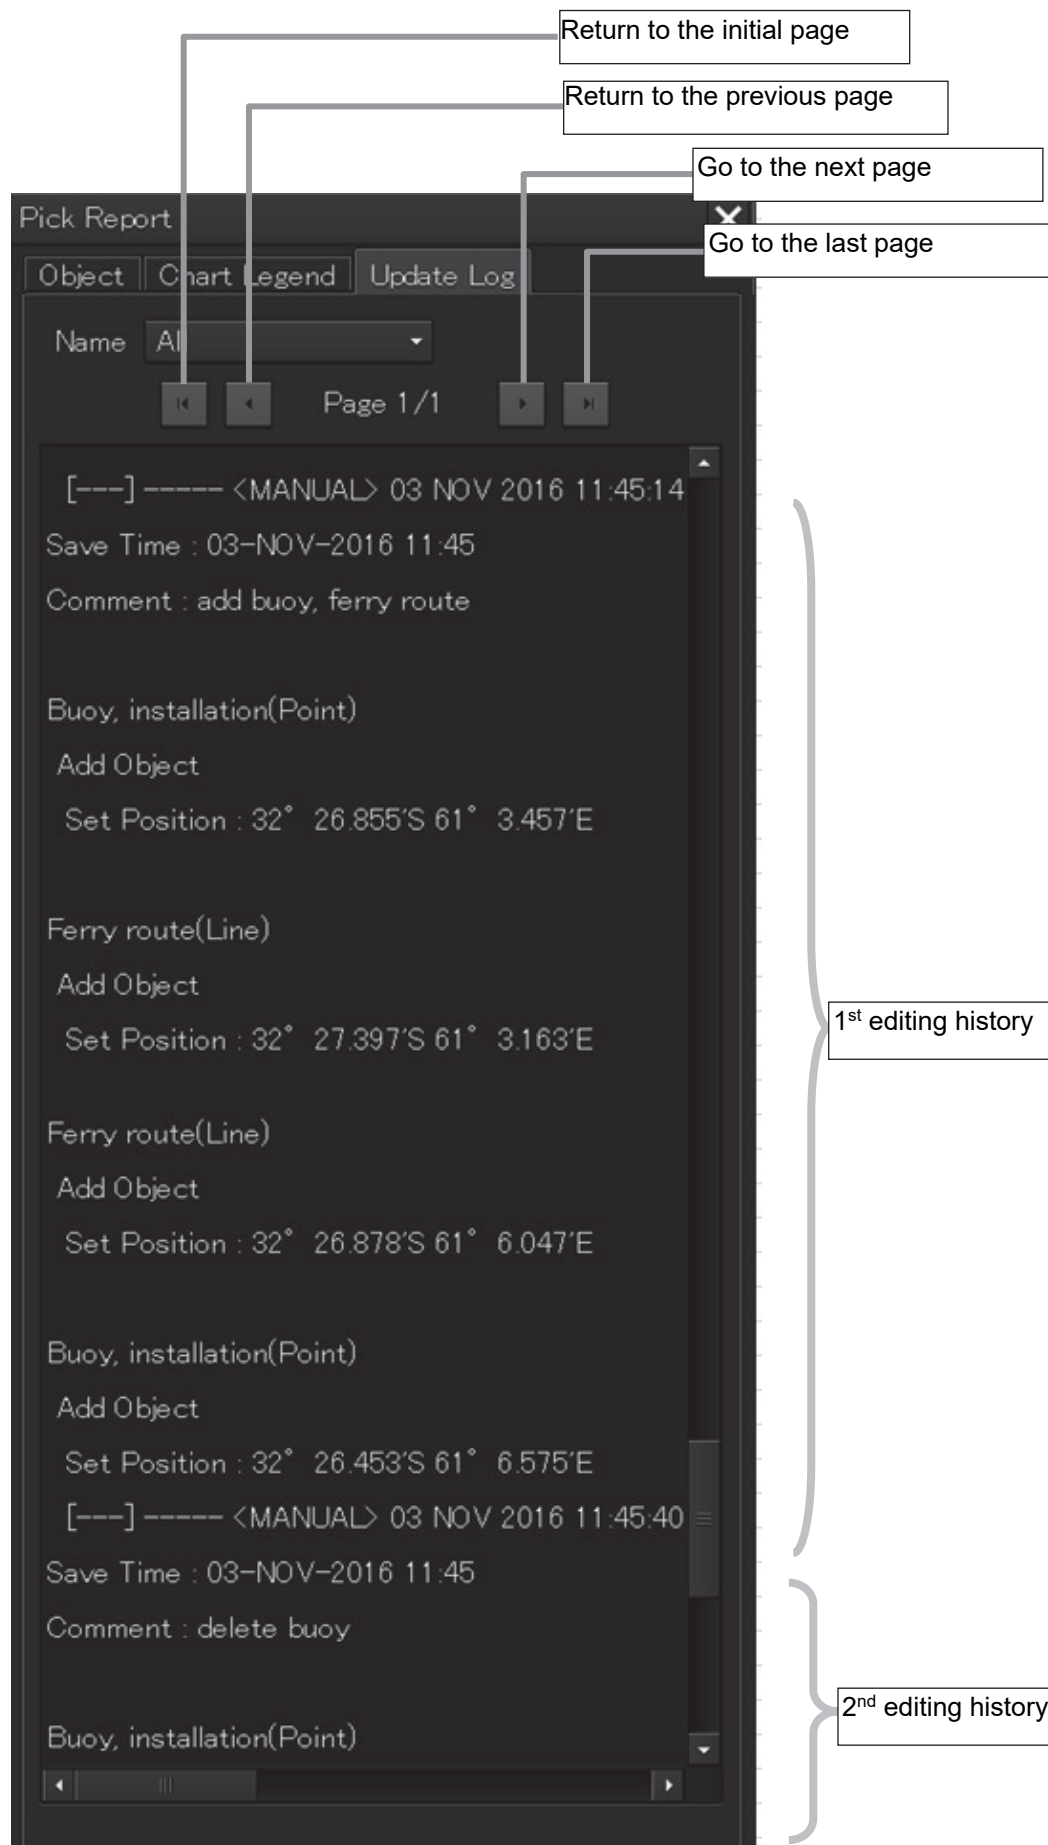 Return to the initial page
Return to the previous page
Go to the next page
Pick Report
Go to the last page
Object Chart Legend Update Log
Name All
Page 1/1
[---] ----- <MANUAL> 03 NOV 2016 11:45:14
Save Time : 03-NOV-2016 11:45
Comment : add buoy, ferry route
Buoy, installation(Point)
Add Object
Set Position : 32° 26.855'S 61° 3.457'E
Ferry route(Line)
Add Object
Set Position : 32° 27.397'S 61° 3.163'E
1st editing history
Ferry route(Line)
Add Object
Set Position : 32° 26.878'S 61° 6.047'E
Buoy, installation(Point)
Add Object
Set Position : 32° 26.453'S 61° 6.575'E
[---] ----- <MANUAL> 03 NOV 2016 11:45:40
Save Time : 03-NOV-2016 11:45
Comment : delete buoy
2nd editing history
Buoy, installation(Point)